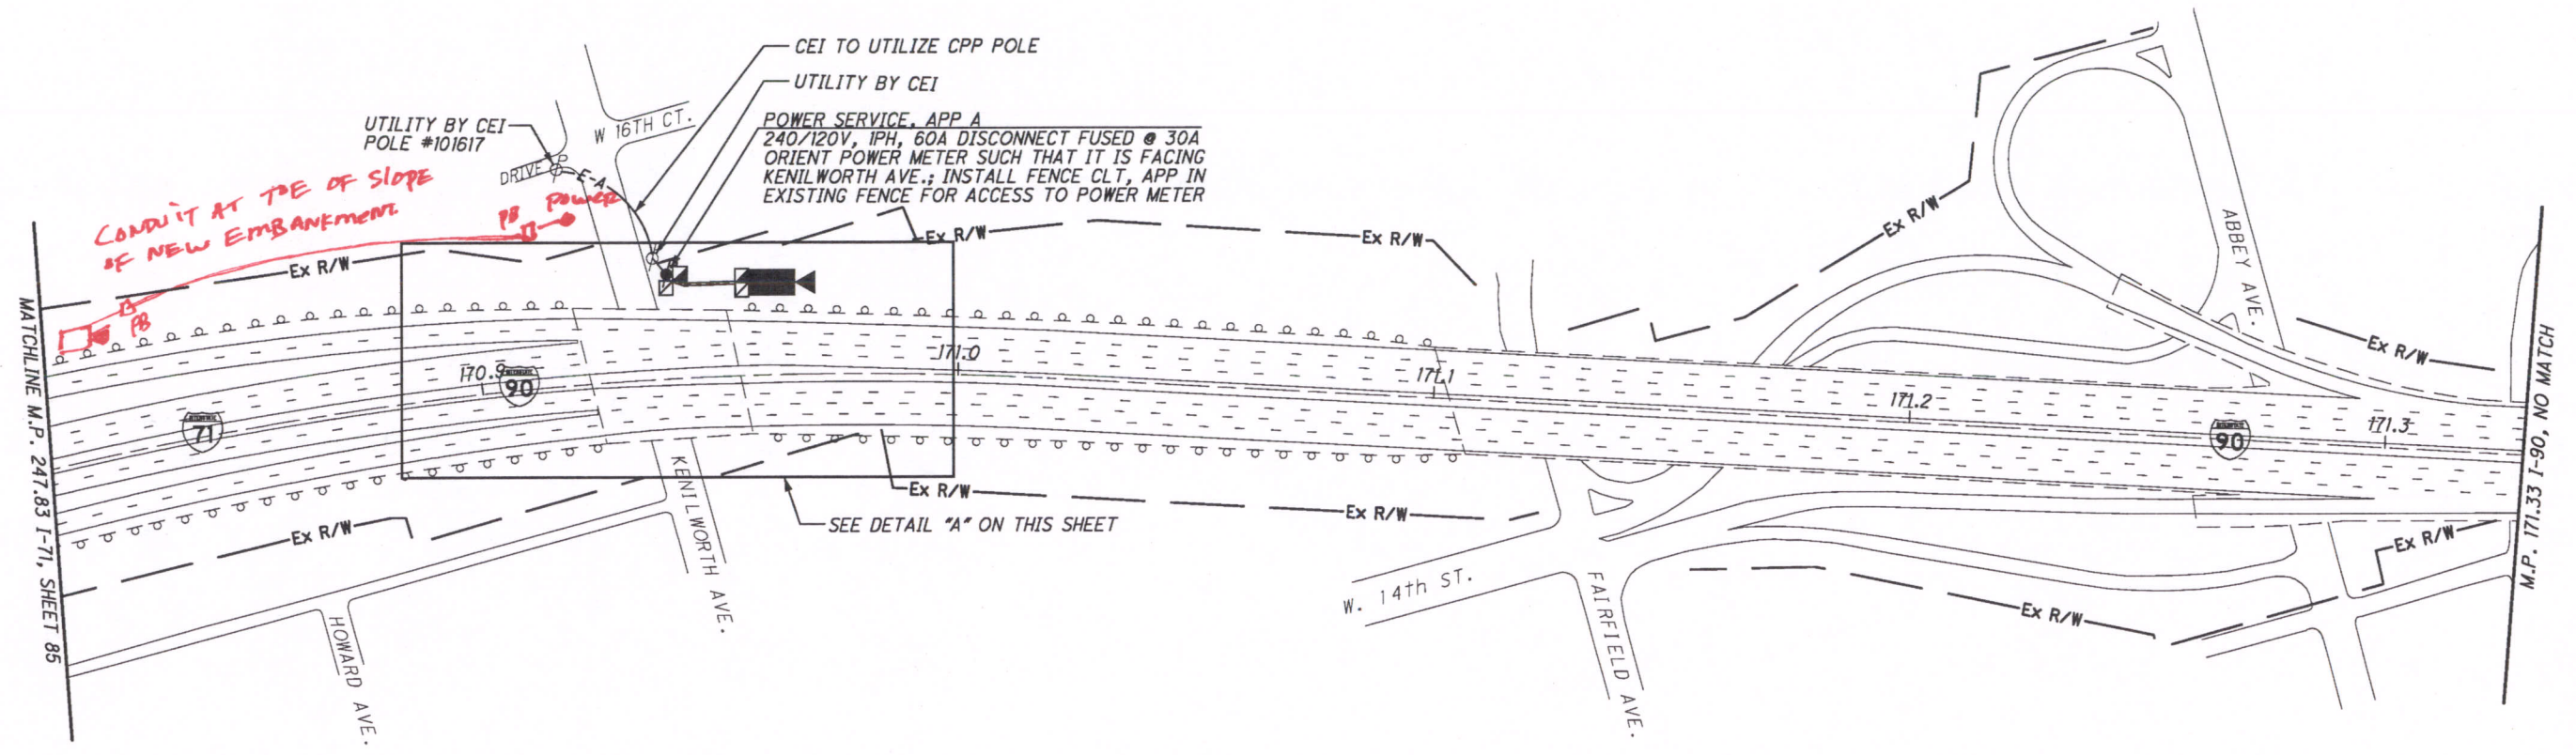 CEI TO UTILIZE CPP POLE
UTILITY BY CEI
POWER SERVICE, APP A
240/120V, 1PH, 60A DISCONNECT FUSED @ 30A
ORIENT POWER METER SUCH THAT IT IS FACING
KENILWORTH AVE.; INSTALL FENCE CLT, APP IN
EXISTING FENCE FOR ACCESS TO POWER METER
UTILITY BY CEI
POLE #101617
W 16TH CT.
DRIVE
P
E-A
CONDUIT AT TOE OF SLOPE
OF NEW EMBANKMENT
PB POWER
PB
Ex R/W
Ex R/W
Ex R/W
Ex R/W
Ex R/W
ABBEY AVE.
MATCHLINE M.P. 247.83 I-71, SHEET 85
M.P. 171.33 I-90, NO MATCH
71
170.9
90
171.0
171.1
171.2
90
171.3
Ex R/W
Ex R/W
Ex R/W
Ex R/W
Ex R/W
SEE DETAIL "A" ON THIS SHEET
KENILWORTH AVE.
HOWARD AVE.
W. 14th ST.
FAIRFIELD AVE.